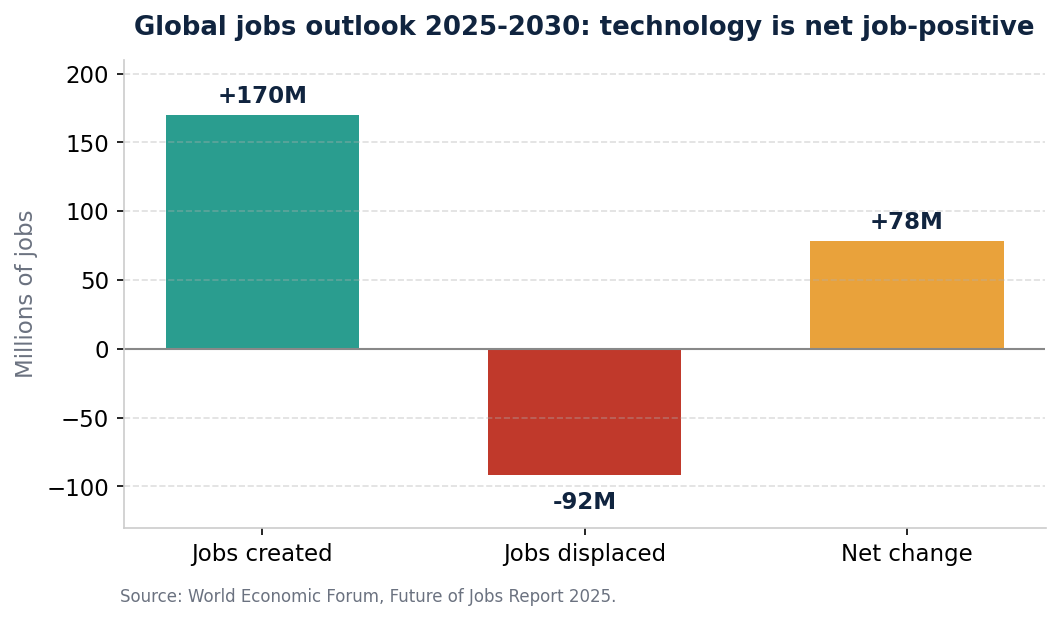 Global jobs outlook 2025-2030: technology is net job-positive
200
150
100
50
0
−50
−100
Millions of jobs
+170M
-92M
+78M
Jobs created
Jobs displaced
Net change
Source: World Economic Forum, Future of Jobs Report 2025.